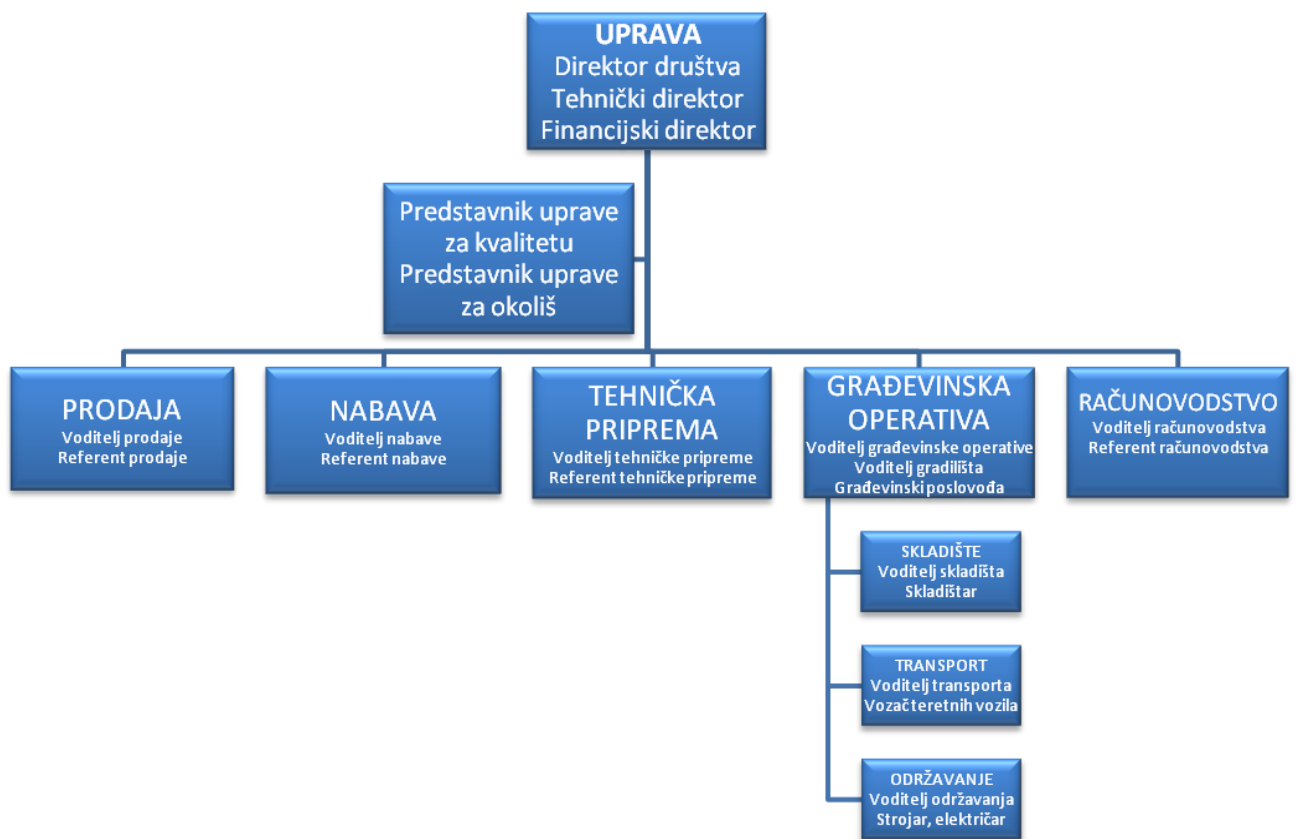 UPRAVA
Direktor društva
Tehnički direktor
Financijski direktor
Predstavnik uprave
za kvalitetu
Predstavnik uprave
za okoliš
PRODAJA
Voditelj prodaje
Referent prodaje
NABAVA
Voditelj nabave
Referent nabave
TEHNIČKA
PRIPREMA
Voditelj tehničke pripreme
Referent tehničke pripreme
GRAĐEVINSKA
OPERATIVA
Voditelj građevinske operative
Voditelj gradilišta
Građevinski poslovođa
RAČUNOVODSTVO
Voditelj računovodstva
Referent računovodstva
SKLADIŠTE
Voditelj skladišta
Skladištar
TRANSPORT
Voditelj transporta
Vozač teretnih vozila
ODRŽAVANJE
Voditelj održavanja
Strojar, električar